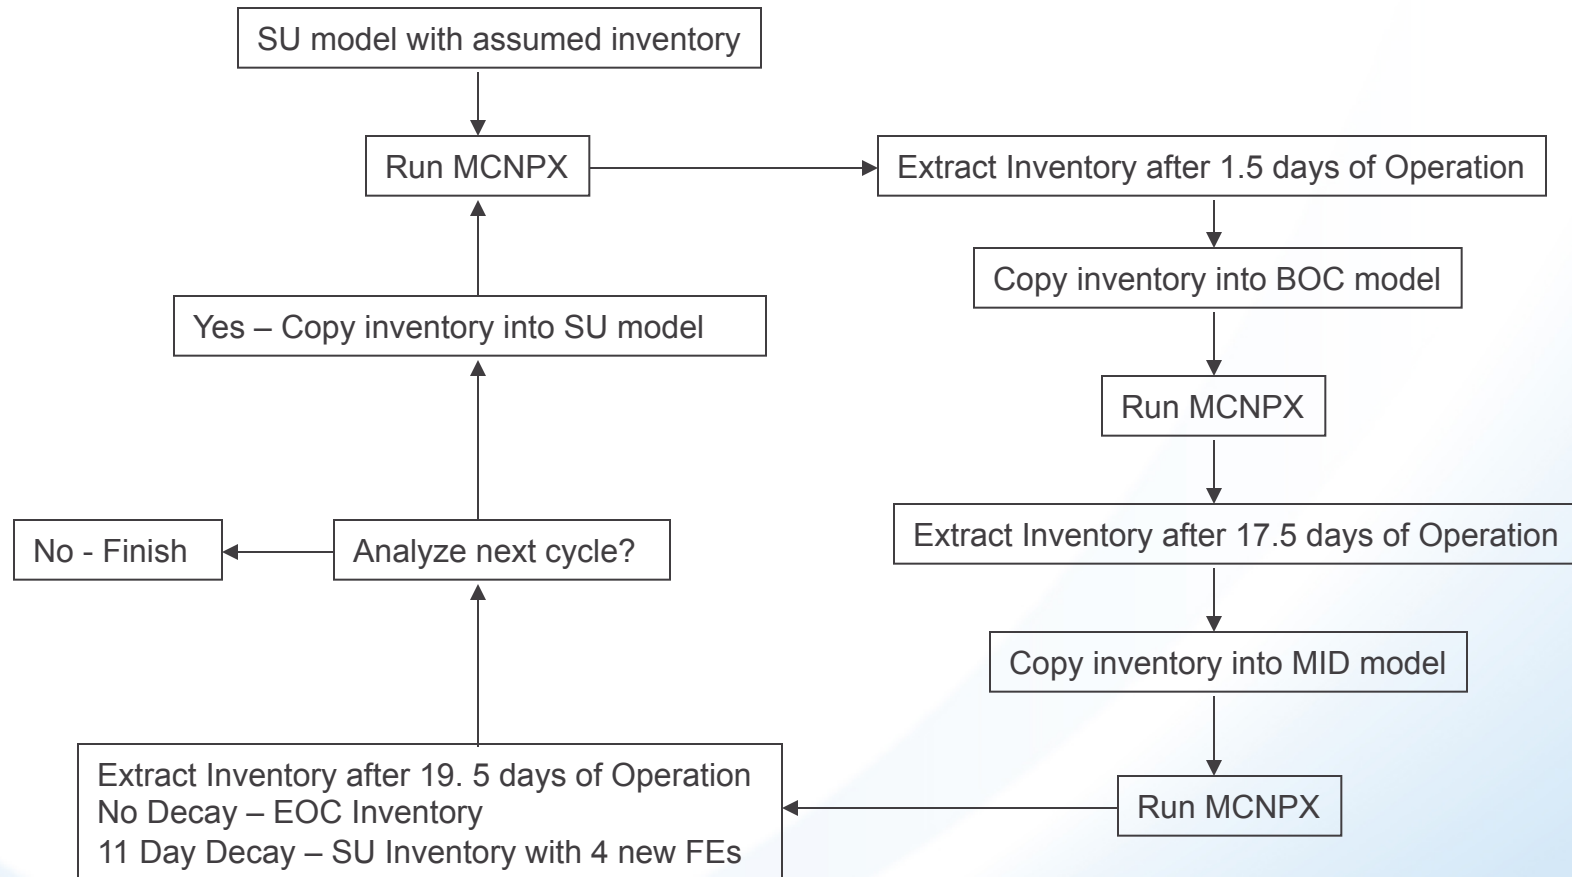 SU model with assumed inventory
Run MCNPX
Extract Inventory after 1.5 days of Operation
Copy inventory into BOC model
Yes – Copy inventory into SU model
Run MCNPX
Extract Inventory after 17.5 days of Operation
No - Finish
Analyze next cycle?
Copy inventory into MID model
Extract Inventory after 19. 5 days of Operation
No Decay – EOC Inventory
11 Day Decay – SU Inventory with 4 new FEs
Run MCNPX